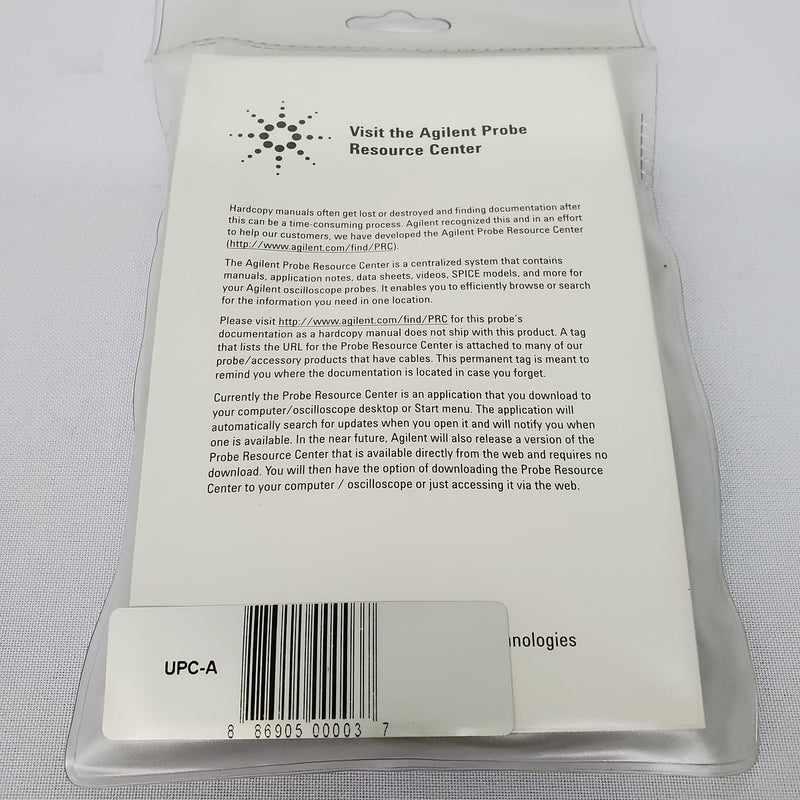 Visit the Agilent Probe
Resource Center
Hardcopy manuals often get lost or destroyed and finding documentation after
this can be a time-consuming process. Agilent recognized this and in an effort
to help our customers, we have developed the Agilent Probe Resource Center
(http://www.agilent.com/find/PRC).
The Agilent Probe Resource Center is a centralized system that contains
manuals, application notes, data sheets, videos, SPICE models, and more for
your Agilent oscilloscope probes. It enables you to efficiently browse or search
for the information you need in one location.
Please visit http://www.agilent.com/find/PRC for this probe's
documentation as a hardcopy manual does not ship with this product. A tag
that lists the URL for the Probe Resource Center is attached to many of our
probe/accessory products that have cables. This permanent tag is meant to
remind you where the documentation is located in case you forget.
Currently the Probe Resource Center is an application that you download to
your computer/oscilloscope desktop or Start menu. The application will
automatically search for updates when you open it and will notify you when
one is available. In the near future, Agilent will also release a version of the
Probe Resource Center that is available directly from the web and requires no
download. You will then have the option of downloading the Probe Resource
Center to your computer / oscilloscope or just accessing it via the web.
nologies
UPC-A
8 86905 00003 7